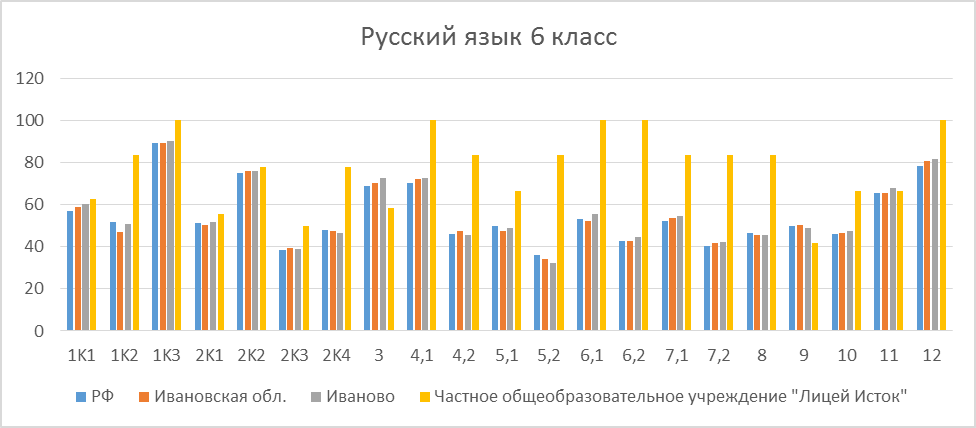 Русский язык 6 класс
120
100
80
60
40
20
0
1К1 1К2 1К3 2К1 2К2 2К3 2К4 3 4,1 4,2 5,1 5,2 6,1 6,2 7,1 7,2 8 9 10 11 12
РФ Ивановская обл. Иваново Частное общеобразовательное учреждение "Лицей Исток"